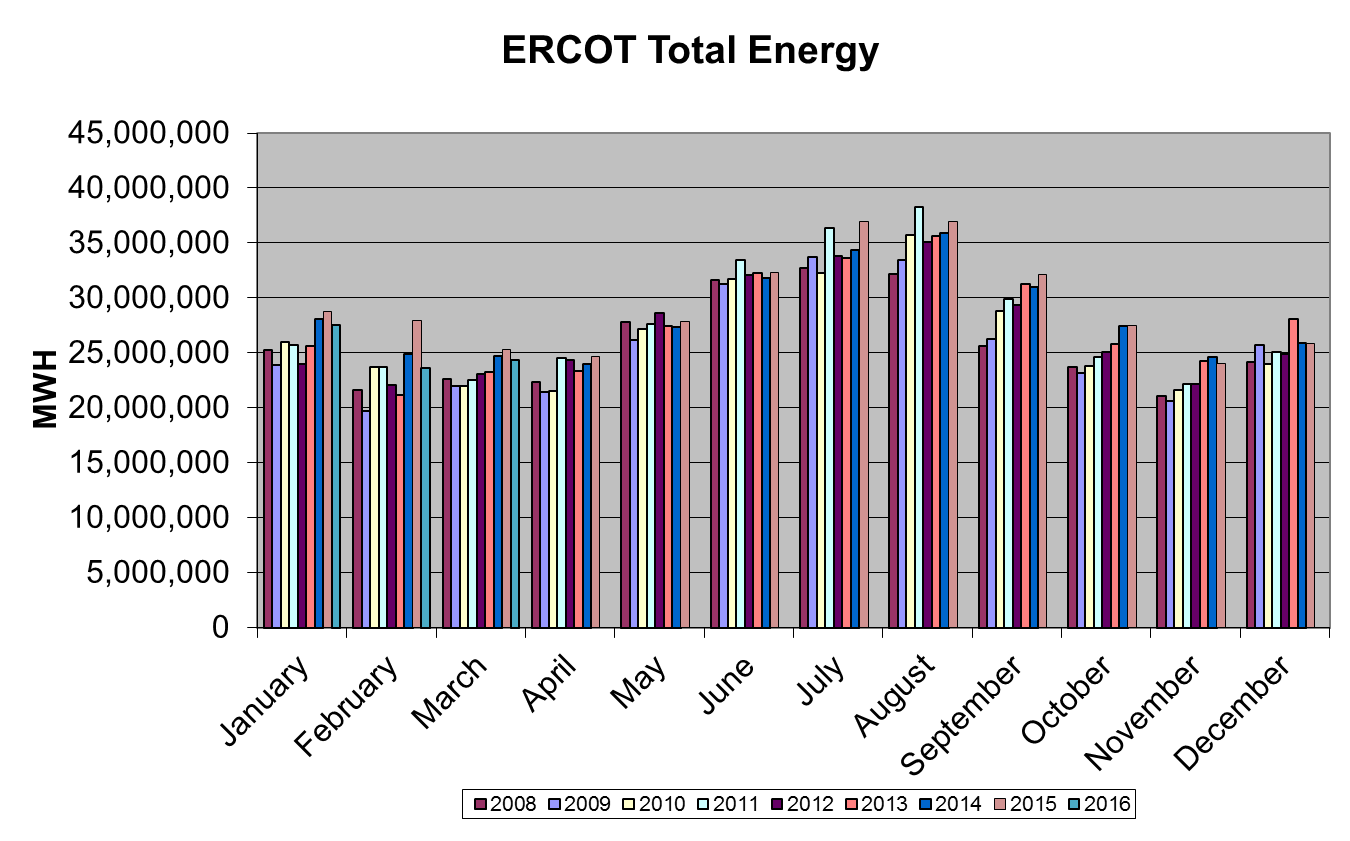 ERCOT Total Energy
MWH
45,000,000
40,000,000
35,000,000
30,000,000
25,000,000
20,000,000
15,000,000
10,000,000
5,000,000
0
January
February
March
April
May
June
July
August
September
October
November
December
2008 2009 2010 2011 2012 2013 2014 2015 2016